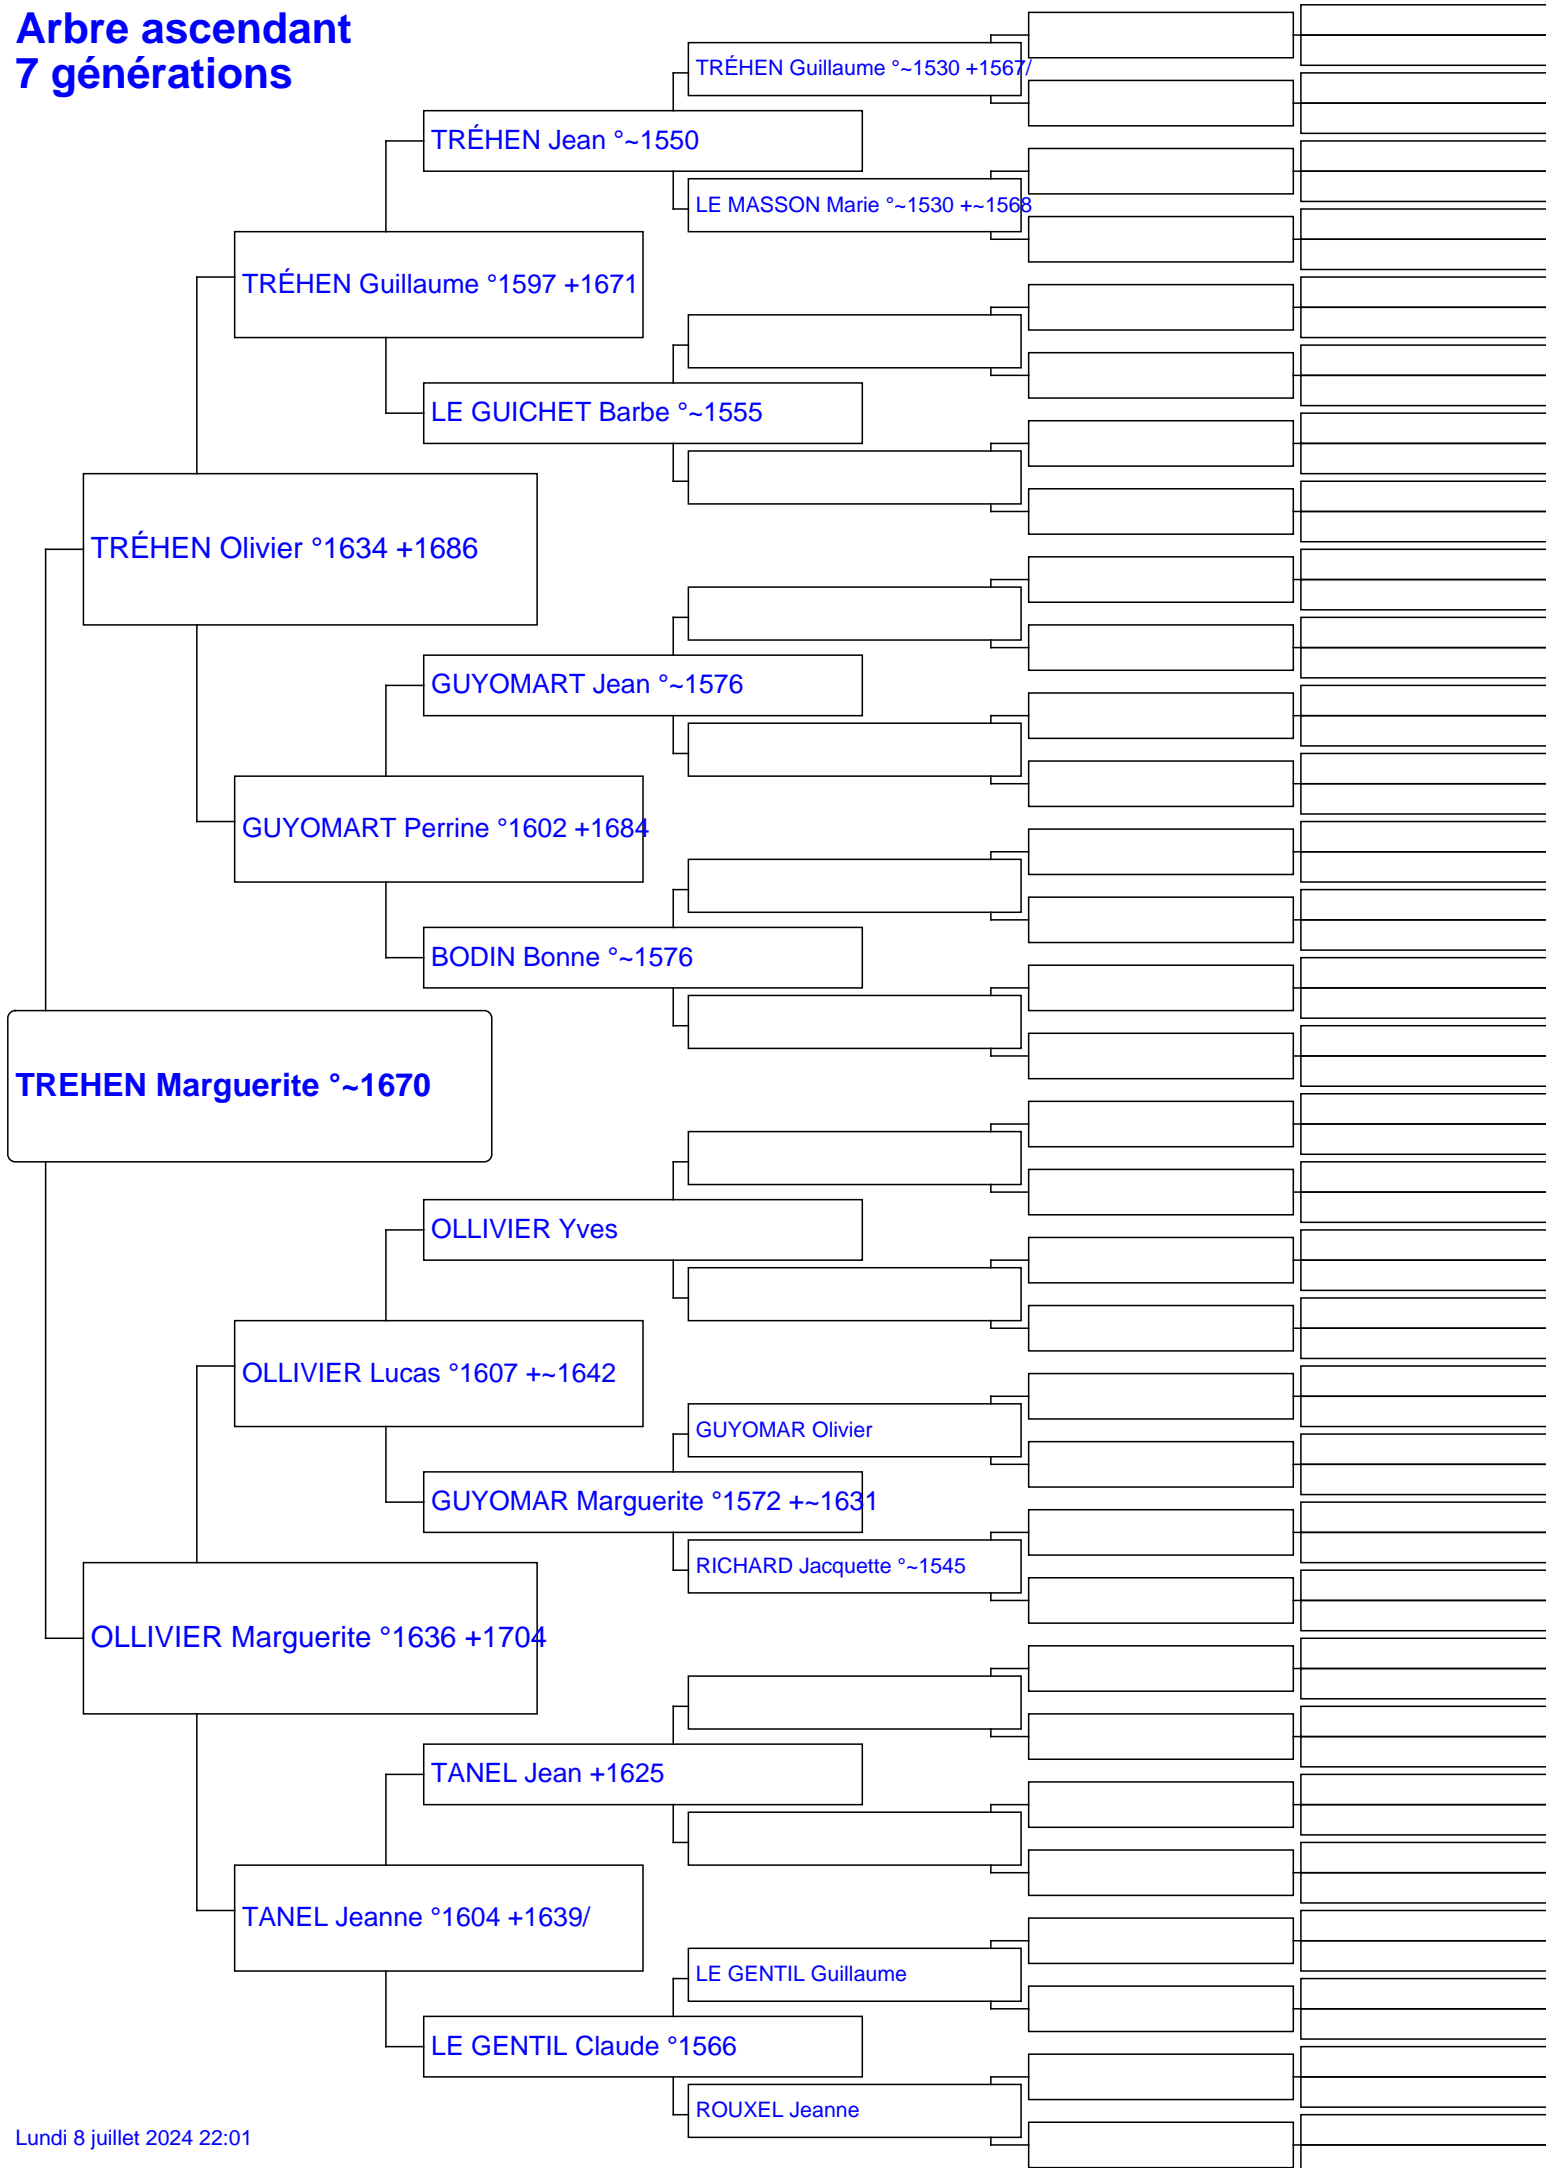 Arbre ascendant
7 générations
TRÉHEN Guillaume °~1530 +1567/
TRÉHEN Jean °~1550
LE MASSON Marie °~1530 +~1568
TRÉHEN Guillaume °1597 +1671
LE GUICHET Barbe °~1555
TRÉHEN Olivier °1634 +1686
GUYOMART Jean °~1576
GUYOMART Perrine °1602 +1684
BODIN Bonne °~1576
TREHEN Marguerite °~1670
OLLIVIER Yves
OLLIVIER Lucas °1607 +~1642
GUYOMAR Olivier
GUYOMAR Marguerite °1572 +~1631
RICHARD Jacquette °~1545
OLLIVIER Marguerite °1636 +1704
TANEL Jean +1625
TANEL Jeanne °1604 +1639/
LE GENTIL Guillaume
LE GENTIL Claude °1566
ROUXEL Jeanne
Lundi 8 juillet 2024 22:01